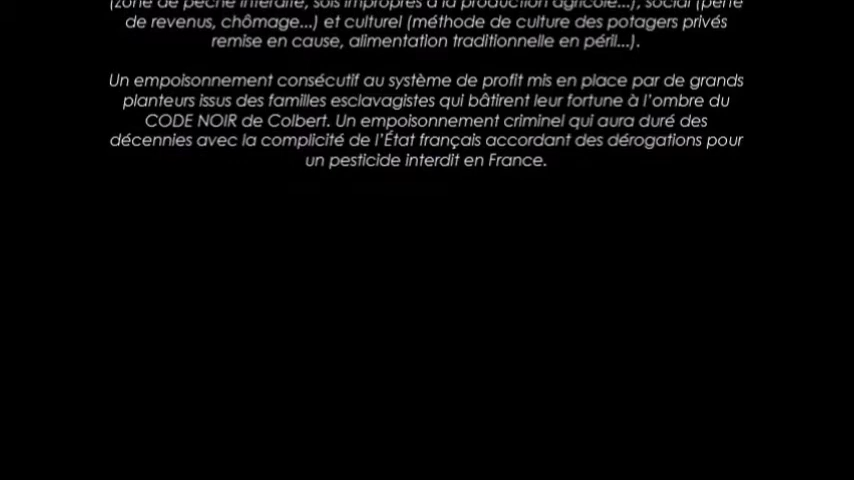 (zone de pêche interdite, sols impropres à la production agricole...), social (perte
de revenus, chômage...) et culturel (méthode de culture des potagers privés
remise en cause, alimentation traditionnelle en péril...).
Un empoisonnement consécutif au système de profit mis en place par de grands
planteurs issus des familles esclavagistes qui bâtirent leur fortune à l'ombre du
CODE NOIR de Colbert. Un empoisonnement criminel qui aura duré des
décennies avec la complicité de l'État français accordant des dérogations pour
un pesticide interdit en France.